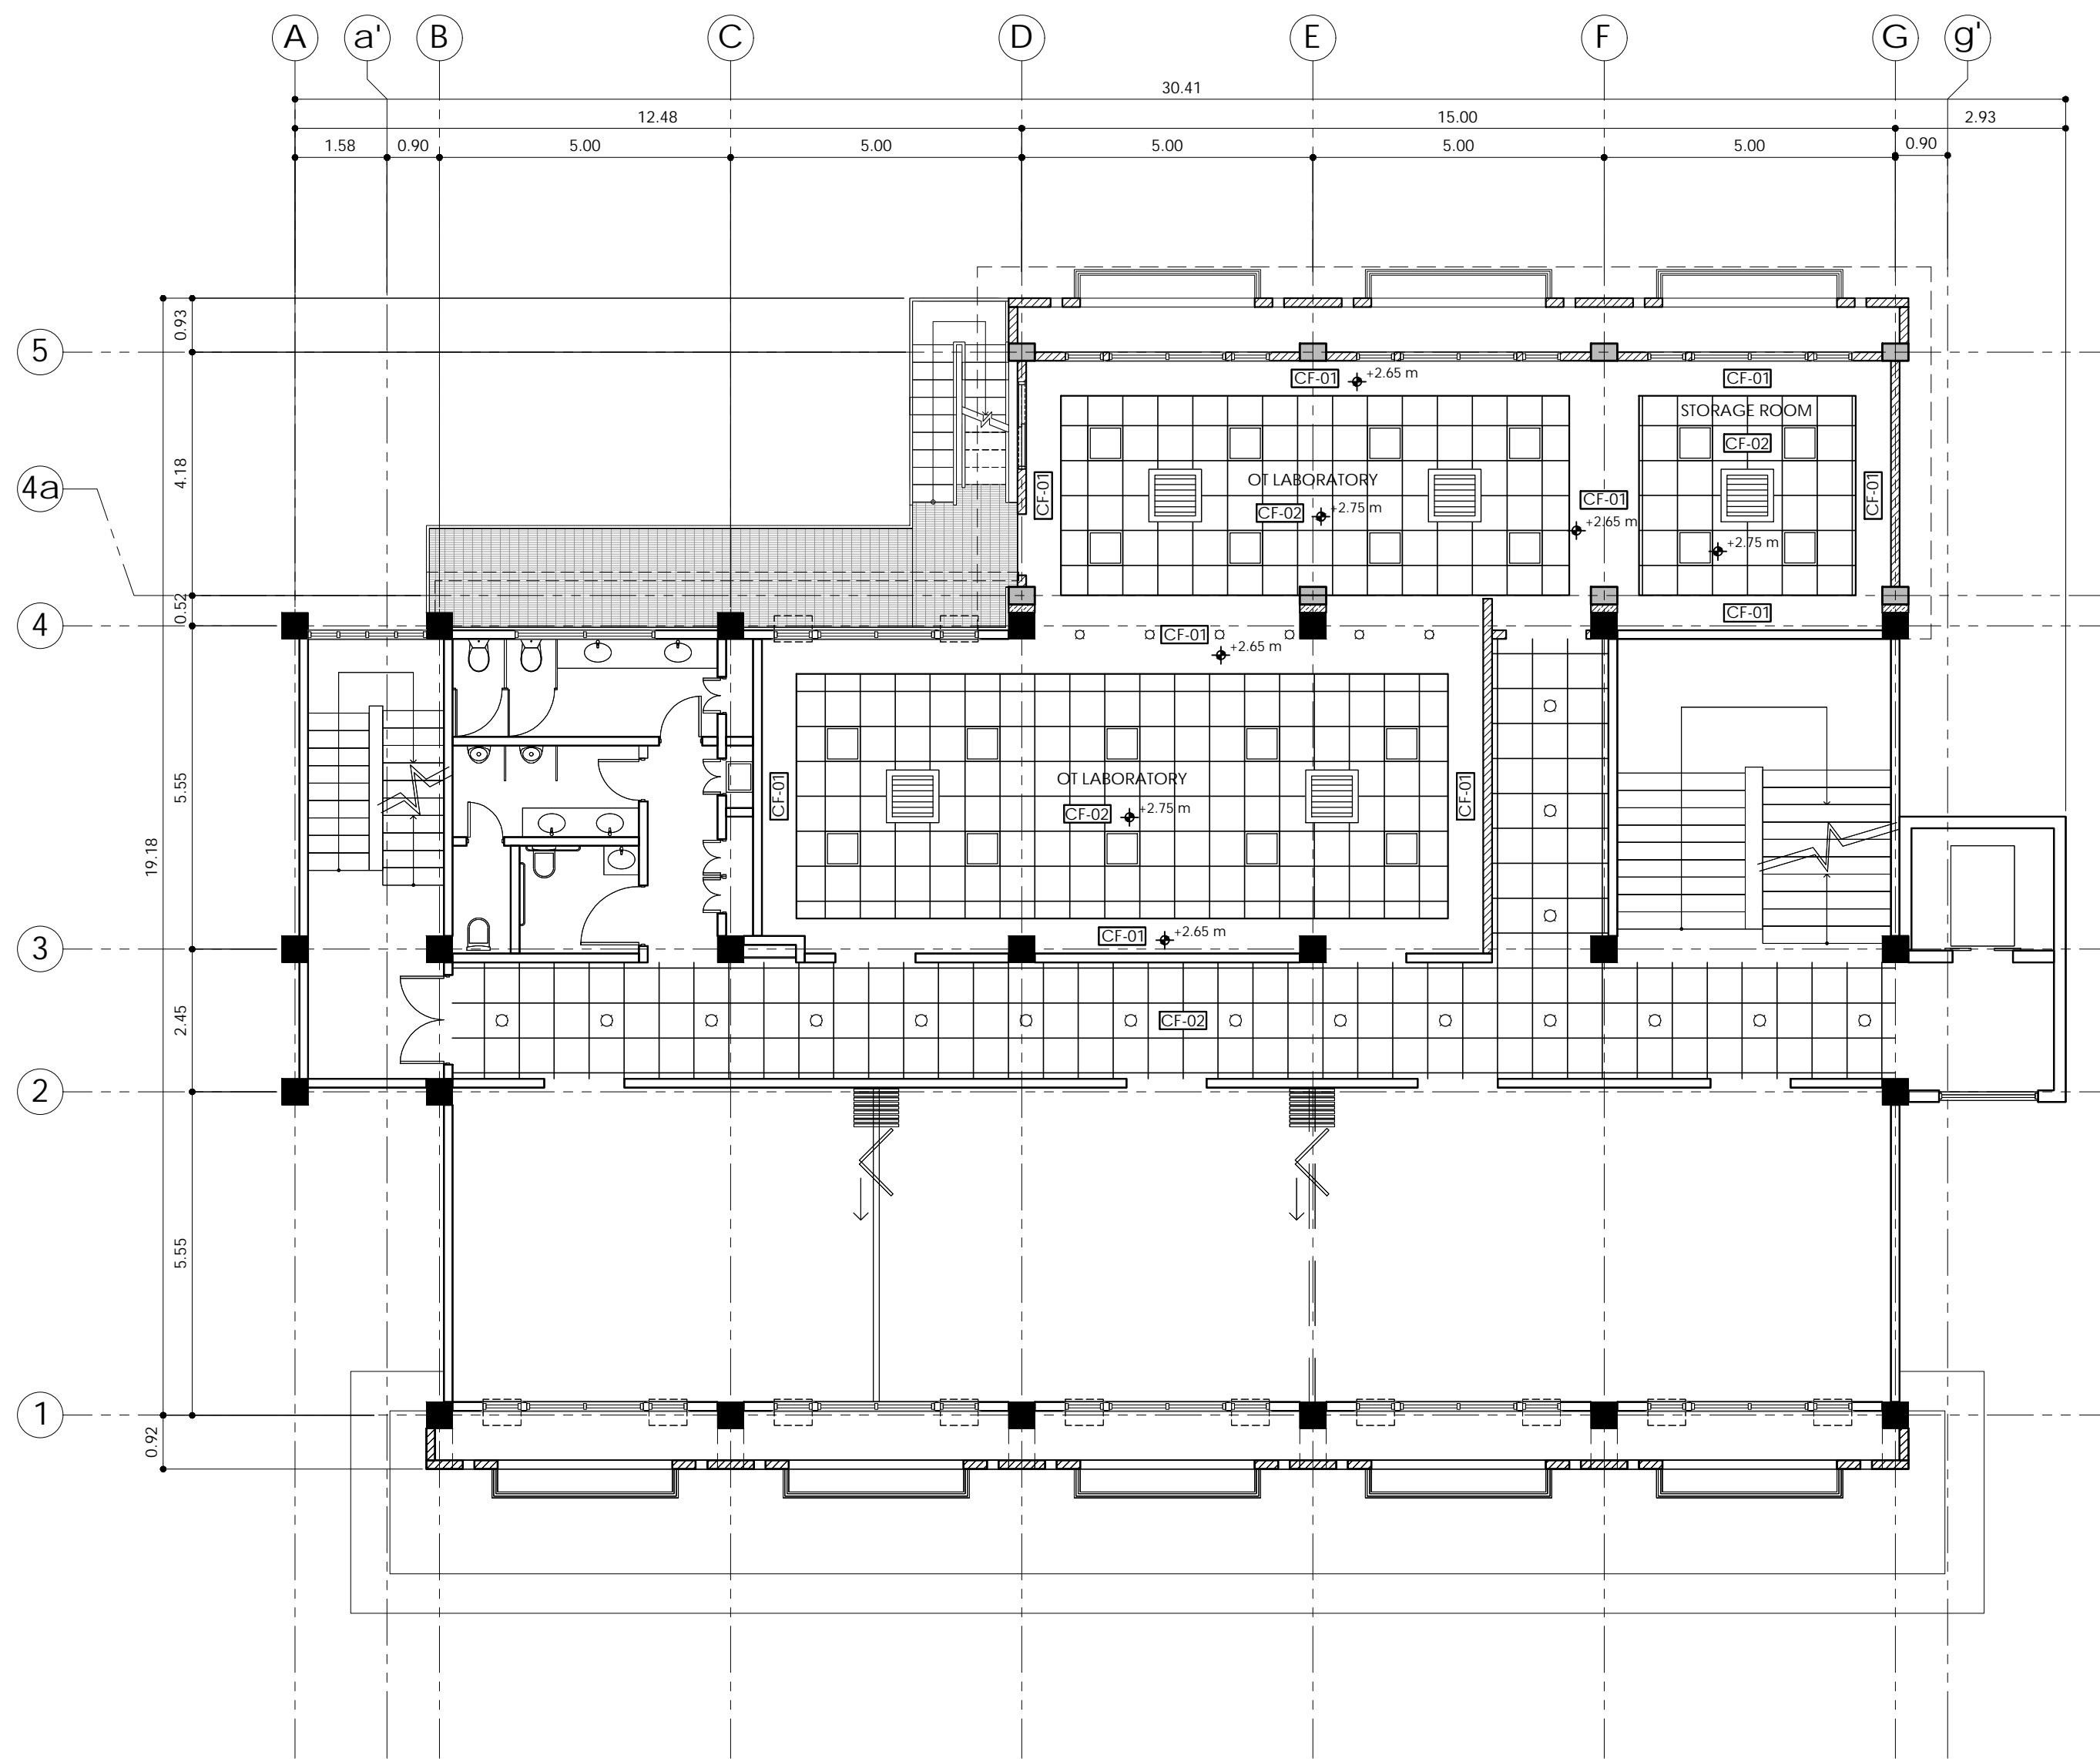 A a' B C D E F G g'
30.41
12.48 15.00 2.93
1.58 0.90 5.00 5.00 5.00 5.00 5.00 0.90
0.93
5
CF-01 +2.65 m CF-01
STORAGE ROOM
CF-02
4.18
OT LABORATORY
4a
CF-01 CF-01 CF-01
CF-02 +2.75 m
+2.65 m
+2.75 m
0.52
CF-01
4
CF-01
+2.65 m
OT LABORATORY
5.55
CF-01 CF-01
CF-02 +2.75 m
19.18
CF-01 +2.65 m
3
2.45
CF-02
2
5.55
1
0.92